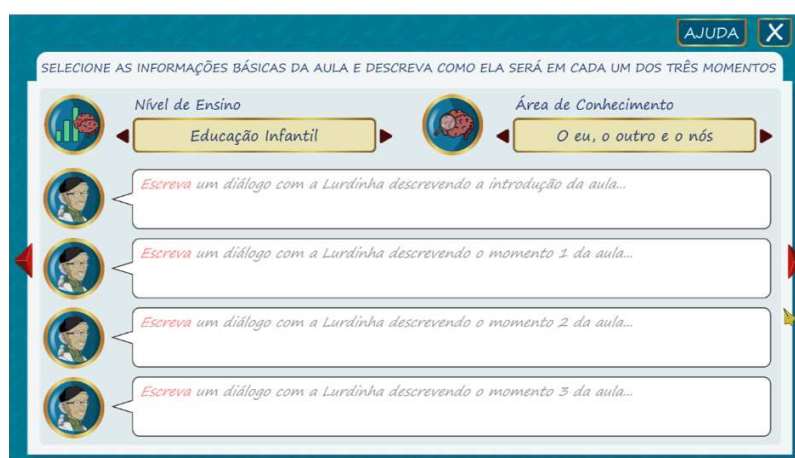 AJUDA X
SELECIONE AS INFORMAÇÕES BÁSICAS DA AULA E DESCREVA COMO ELA SERÁ EM CADA UM DOS TRÊS MOMENTOS
Nível de Ensino
Educação Infantil
Área de Conhecimento
O eu, o outro e o nós
Escreva um diálogo com a Lurdinha descrevendo a introdução da aula...
Escreva um diálogo com a Lurdinha descrevendo o momento 1 da aula...
Escreva um diálogo com a Lurdinha descrevendo o momento 2 da aula...
Escreva um diálogo com a Lurdinha descrevendo o momento 3 da aula...